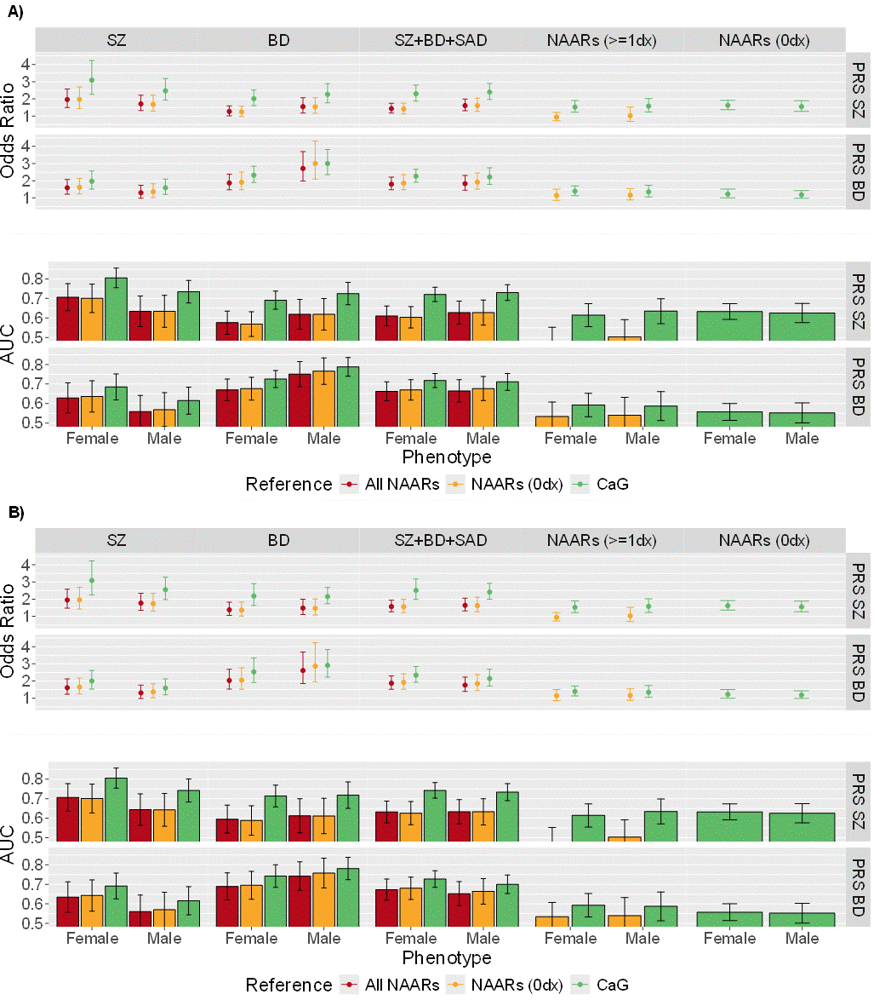 A)
SZ BD SZ+BD+SAD NAARs (>=1dx) NAARs (0dx)
Odds Ratio
4
3
2
1
PRS SZ
4
3
2
1
PRS BD
AUC
0.8
0.7
0.6
0.5
PRS SZ
0.8
0.7
0.6
0.5
PRS BD
Female Male Female Male Female Male Female Male Female Male
Phenotype
Reference All NAARs NAARs (0dx) CaG
B)
SZ BD SZ+BD+SAD NAARs (>=1dx) NAARs (0dx)
Odds Ratio
4
3
2
1
PRS SZ
4
3
2
1
PRS BD
AUC
0.8
0.7
0.6
0.5
PRS SZ
0.8
0.7
0.6
0.5
PRS BD
Female Male Female Male Female Male Female Male Female Male
Phenotype
Reference All NAARs NAARs (0dx) CaG